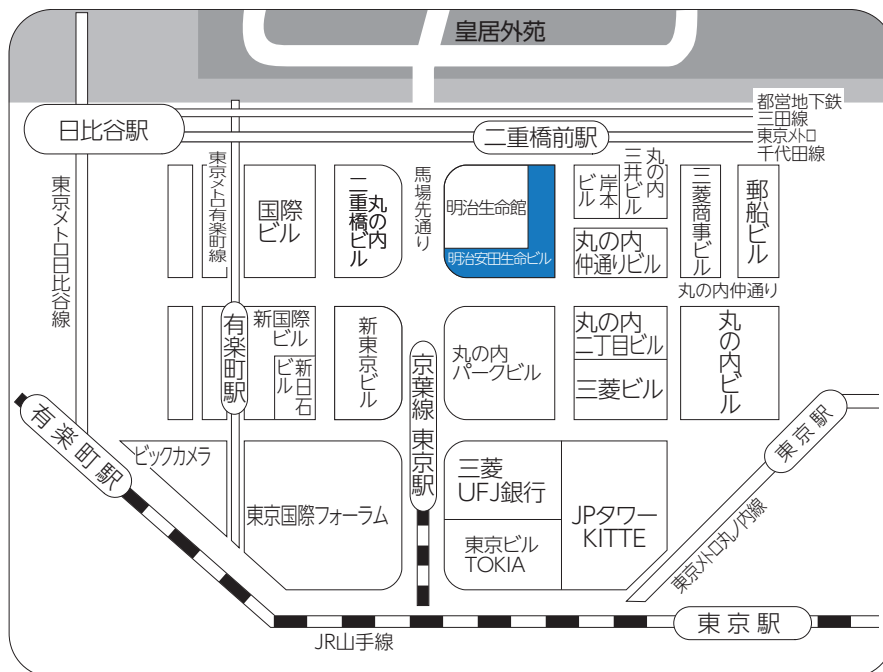 皇居外苑
都営地下鉄
三田線
東京メトロ
千代田線
日比谷駅
二重橋前駅
東京メトロ日比谷線
東京メトロ有楽町線
国際
ビル
丸の内
二重橋ビル
馬場先通り
明治生命館
明治安田生命ビル
岸本
ビル
丸の内
三井ビル
丸の内
仲通りビル
三菱商事ビル
郵船ビル
丸の内仲通り
有楽町駅
新国際
ビル
新日石
ビル
新東京ビル
京葉線 東京駅
丸の内
パークビル
丸の内
二丁目ビル
三菱ビル
丸の内ビル
有楽町駅
ビックカメラ
東京国際フォーラム
三菱
UFJ銀行
東京ビル
TOKIA
JPタワー
KITTE
東京駅
東京メトロ丸ノ内線
JR山手線
東京駅